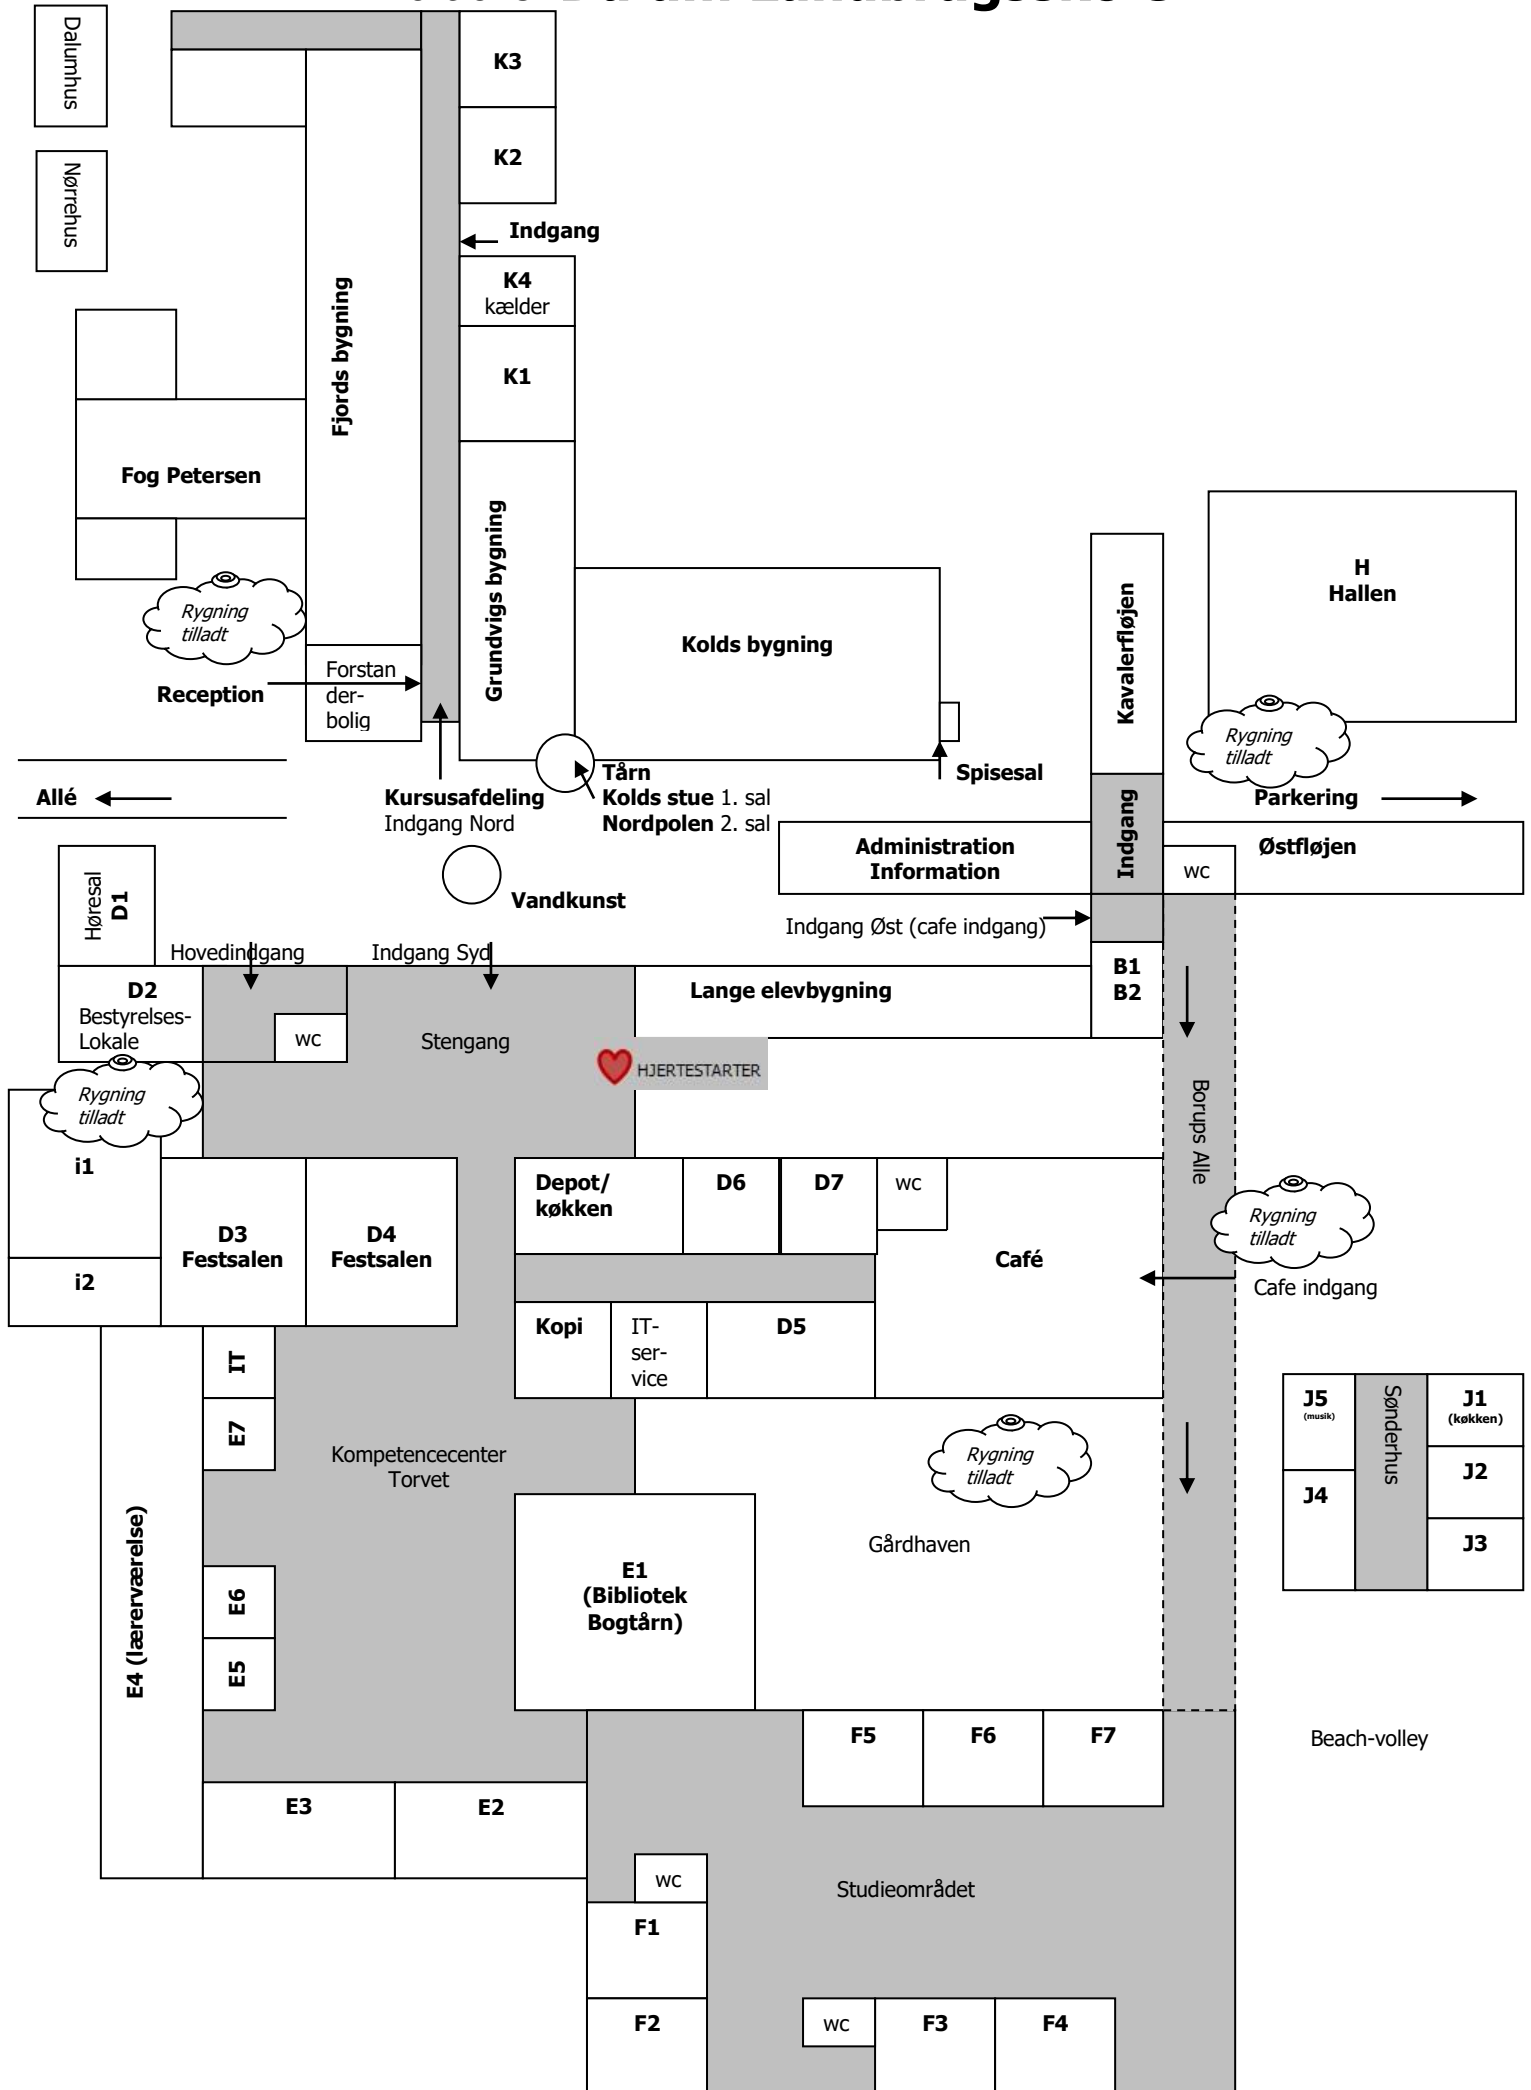 Dalum Landbrugsskole
Dalumhus
K3
K2
Nørrehus
Indgang
K4
kælder
Fjords bygning
K1
Fog Petersen
Grundvigs bygning
H
Hallen
Kavalerfløjen
Rygning
tilladt
Kolds bygning
Forstan
der-
bolig
Reception
Rygning
tilladt
Tårn
Spisesal
Allé
Kursusafdeling
Kolds stue 1. sal
Parkering
Indgang Nord
Nordpolen 2. sal
Indgang
Administration
Information
Østfløjen
wc
Høresal
D1
Vandkunst
Indgang Øst (cafe indgang)
Hovedindgang
Indgang Syd
D2
Bestyrelses-
Lokale
wc
Stengang
Lange elevbygning
B1
B2
HJERTESTARTER
Rygning
tilladt
Borups Alle
i1
Depot/
køkken
D6
D7
wc
D3
Festsalen
D4
Festsalen
Café
Rygning
tilladt
i2
Cafe indgang
Kopi
IT-
ser-
vice
D5
IT
E7
J5
(musik)
Sønderhus
J1
(køkken)
Kompetencecenter
Torvet
Rygning
tilladt
J2
J4
Gårdhaven
J3
E4 (lærerværelse)
E1
(Bibliotek
Bogtårn)
E6
E5
F5
F6
F7
Beach-volley
E3
E2
wc
Studieområdet
F1
F2
wc
F3
F4